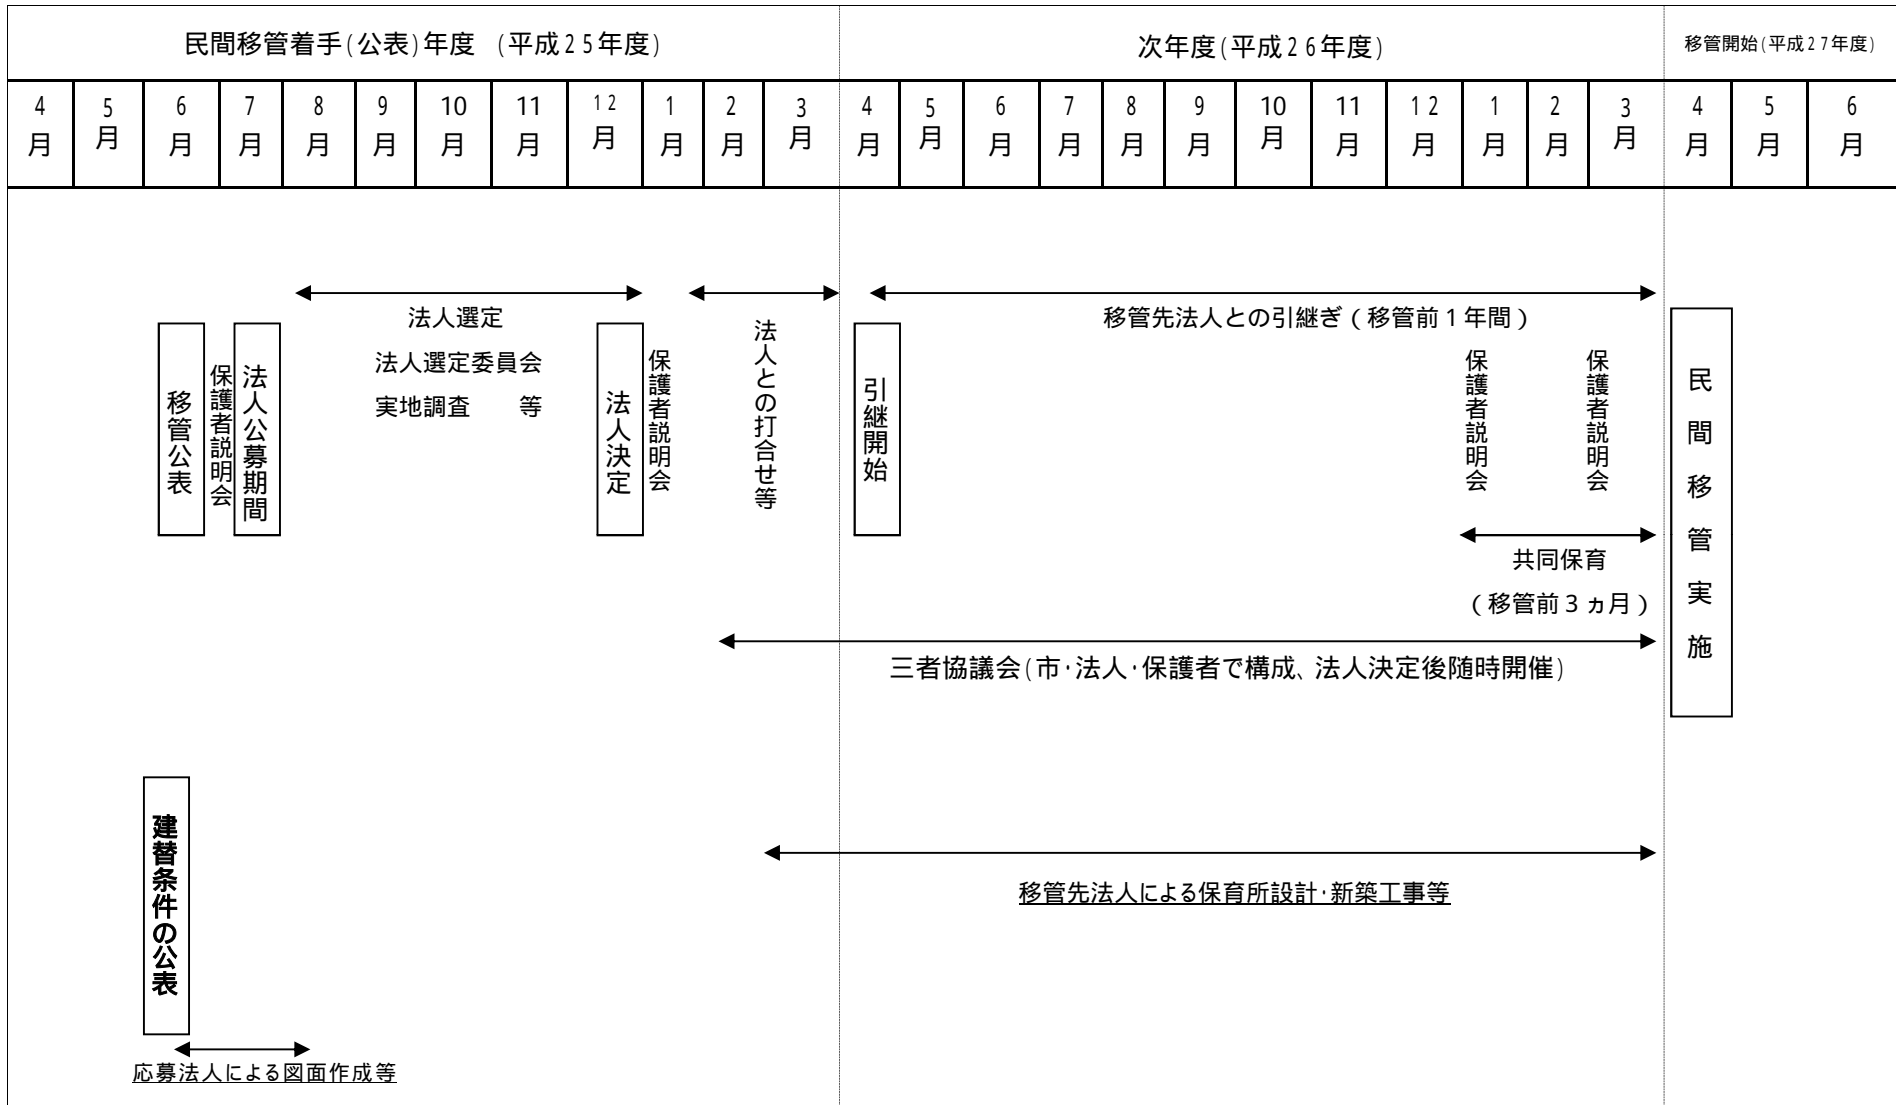 民間移管着手(公表)年度 (平成25年度)
次年度(平成26年度)
移管開始(平成27年度)
4月 5月 6月 7月 8月 9月 10月 11月 12月 1月 2月 3月 4月 5月 6月 7月 8月 9月 10月 11月 12月 1月 2月 3月 4月 5月 6月
移管公表
保護者説明会
法人公募期間
法人選定
法人選定委員会
実地調査 等
法人決定
保護者説明会
法人との打合せ等
引継開始
移管先法人との引継ぎ(移管前1年間)
保護者説明会
保護者説明会
共同保育
(移管前3ヵ月)
民間移管実施
三者協議会(市・法人・保護者で構成、法人決定後随時開催)
建替条件の公表
移管先法人による保育所設計・新築工事等
応募法人による図面作成等